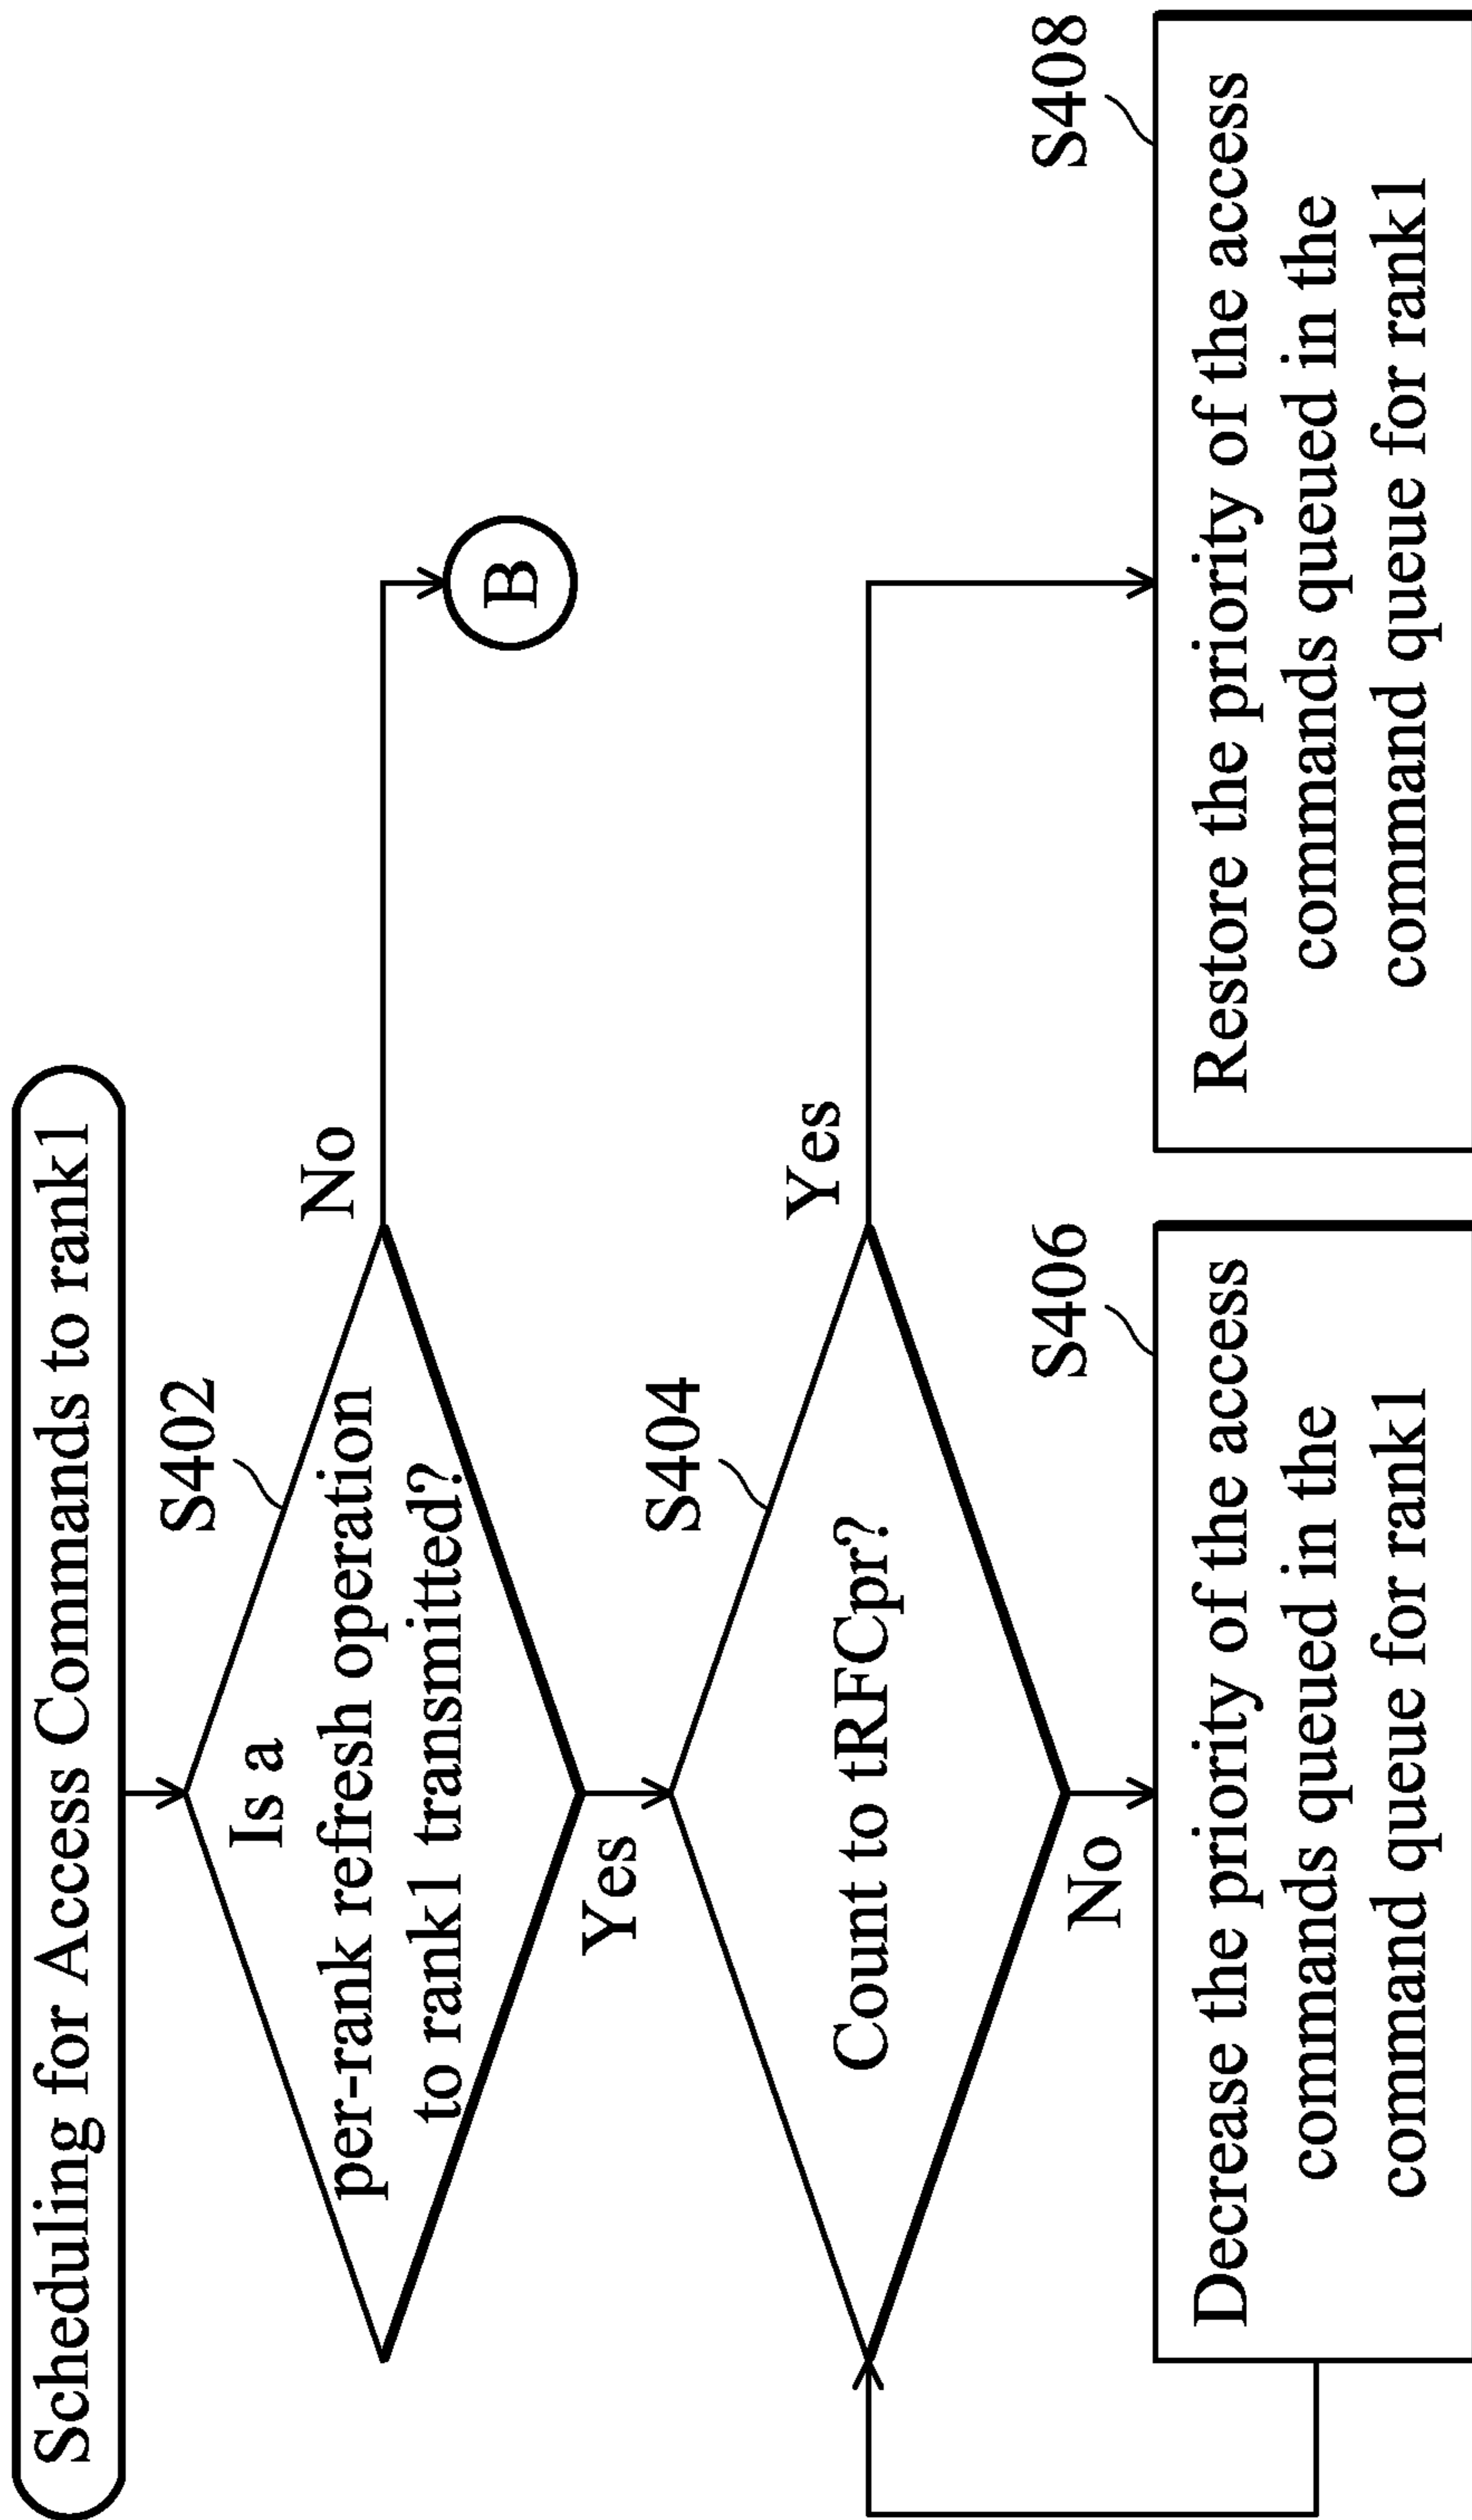 Scheduling for Access Commands to rank1
S402
Is a
per-rank refresh operation
to rank1 transmitted?
No
B
Yes
S404
Count to tRFCpr?
Yes
No
S406
Decrease the priority of the access
commands queued in the
command queue for rank1
S408
Restore the priority of the access
commands queued in the
command queue for rank1